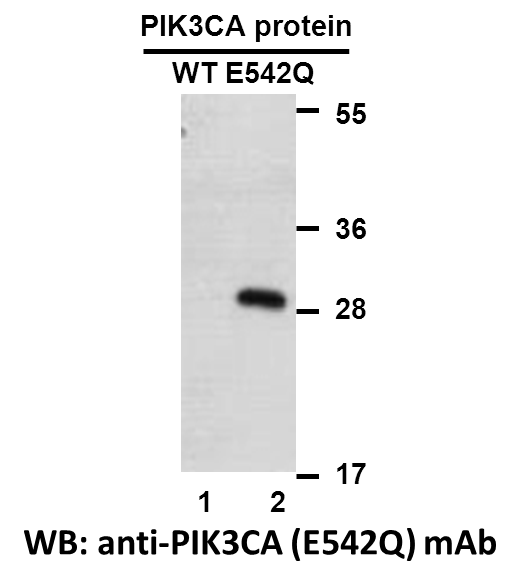 PIK3CA protein
WT E542Q
55
36
28
17
1 2
WB: anti-PIK3CA (E542Q) mAb